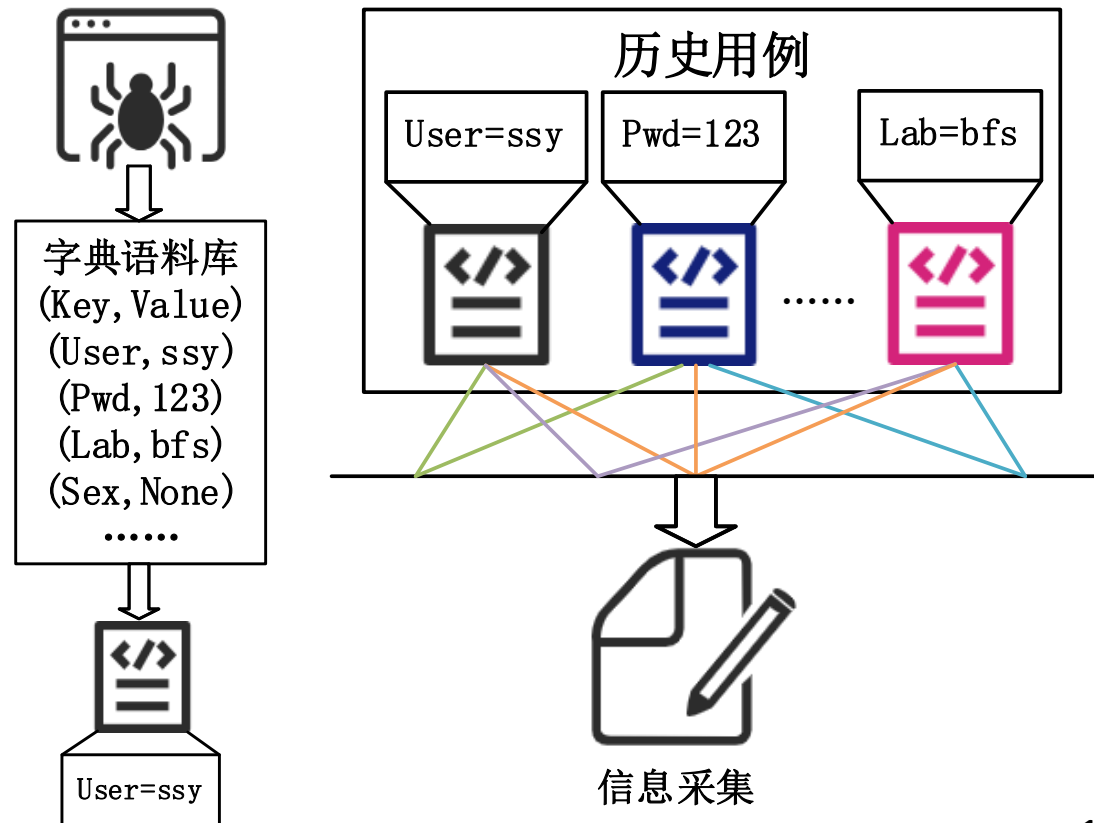 字典语料库
(Key,Value)
(User,ssy)
(Pwd,123)
(Lab,bfs)
(Sex,None)
······
User=ssy
历史用例
User=ssy
Pwd=123
Lab=bfs
······
信息采集